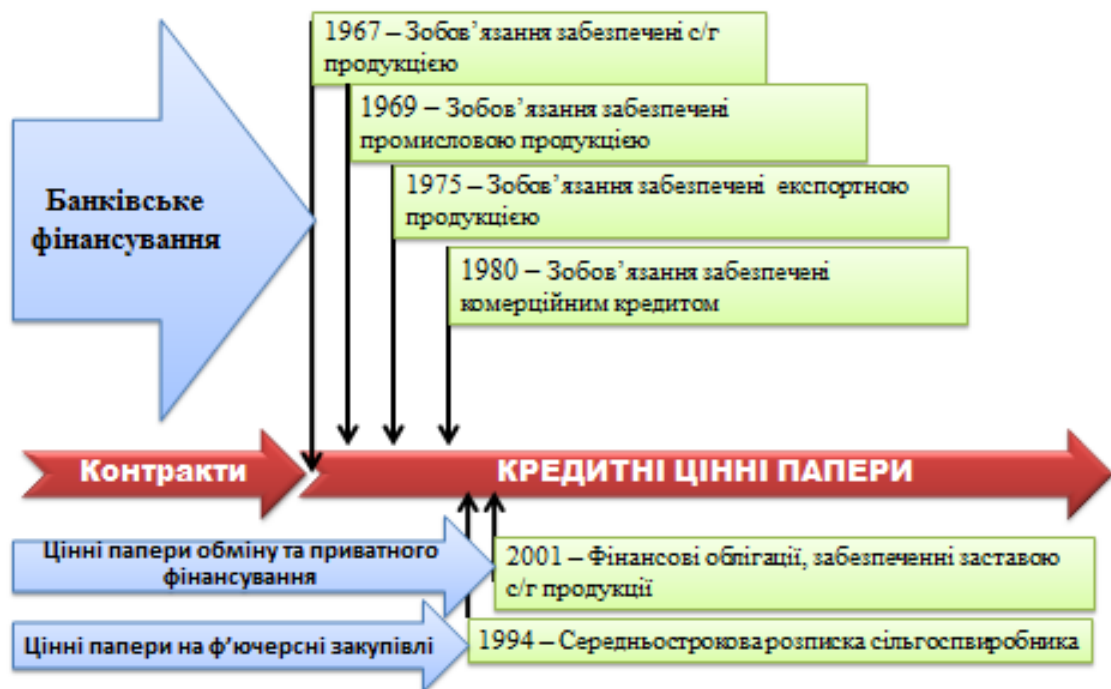 1967 – Зобов’язання забезпечені с/г
продукцією
1969 – Зобов’язання забезпечені
промисловою продукцією
1975 – Зобов’язання забезпечені експортною
продукцією
Банківське
фінансування
1980 – Зобов’язання забезпечені
комерційним кредитом
Контракти
КРЕДИТНІ ЦІННІ ПАПЕРИ
Цінні папери обміну та приватного
фінансування
2001 – Фінансові облігації, забезпеченні заставою
с/г продукції
Цінні папери на ф’ючерсні закупівлі
1994 – Середньострокова розписка сільгоспвиробника